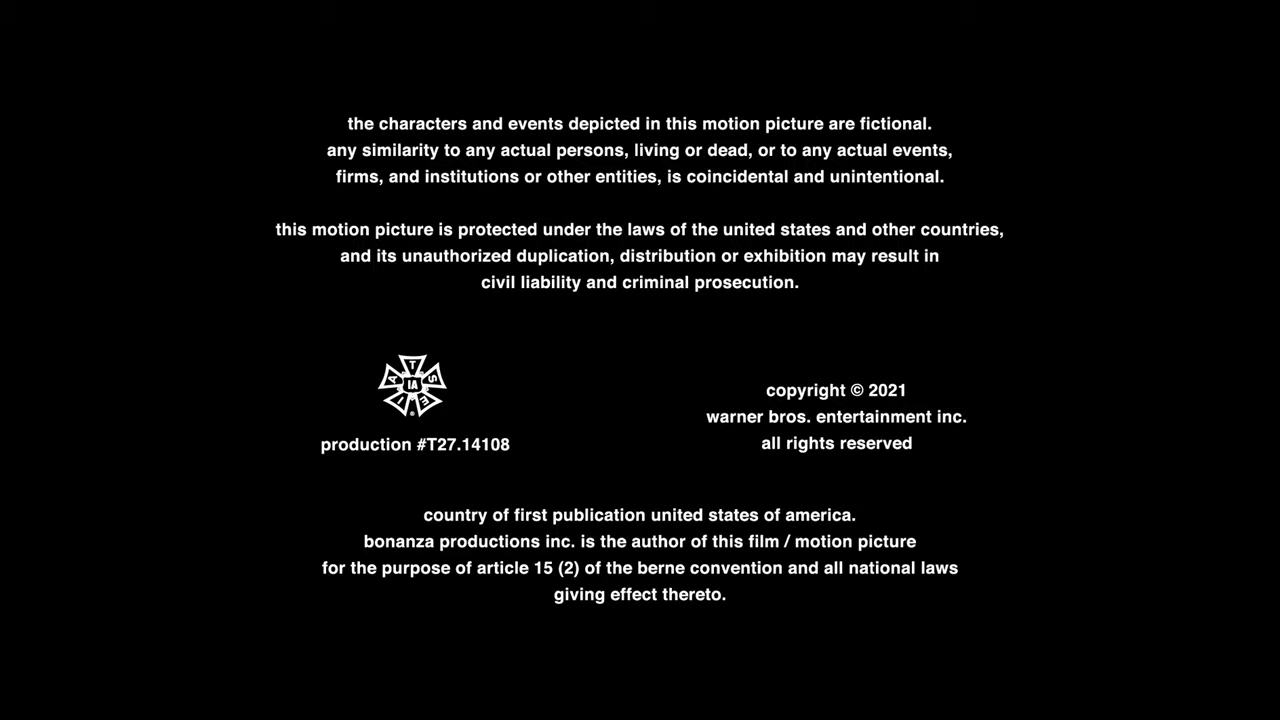 the characters and events depicted in this motion picture are fictional.
any similarity to any actual persons, living or dead, or to any actual events,
firms, and institutions or other entities, is coincidental and unintentional.
this motion picture is protected under the laws of the united states and other countries,
and its unauthorized duplication, distribution or exhibition may result in
civil liability and criminal prosecution.
I A T S E
IA
®
production #T27.14108
copyright © 2021
warner bros. entertainment inc.
all rights reserved
country of first publication united states of america.
bonanza productions inc. is the author of this film / motion picture
for the purpose of article 15 (2) of the berne convention and all national laws
giving effect thereto.